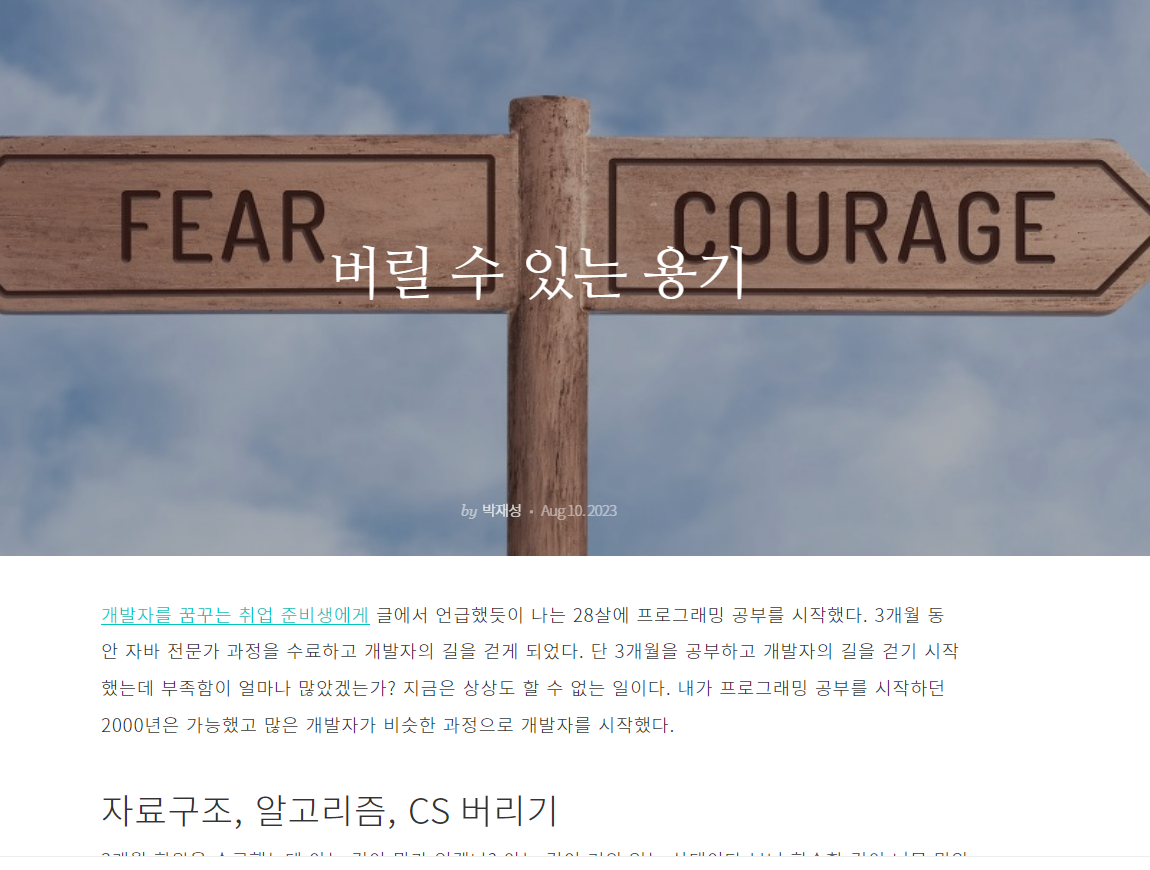 FEAR
COURAGE
버릴 수 있는 용기
by 박재성 • Aug 10. 2023
개발자를 꿈꾸는 취업 준비생에게 글에서 언급했듯이 나는 28살에 프로그래밍 공부를 시작했다. 3개월 동
안 자바 전문가 과정을 수료하고 개발자의 길을 걷게 되었다. 단 3개월을 공부하고 개발자의 길을 걷기 시작
했는데 부족함이 얼마나 많았겠는가? 지금은 상상도 할 수 없는 일이다. 내가 프로그래밍 공부를 시작하던
2000년은 가능했고 많은 개발자가 비슷한 과정으로 개발자를 시작했다.
자료구조, 알고리즘, CS 버리기